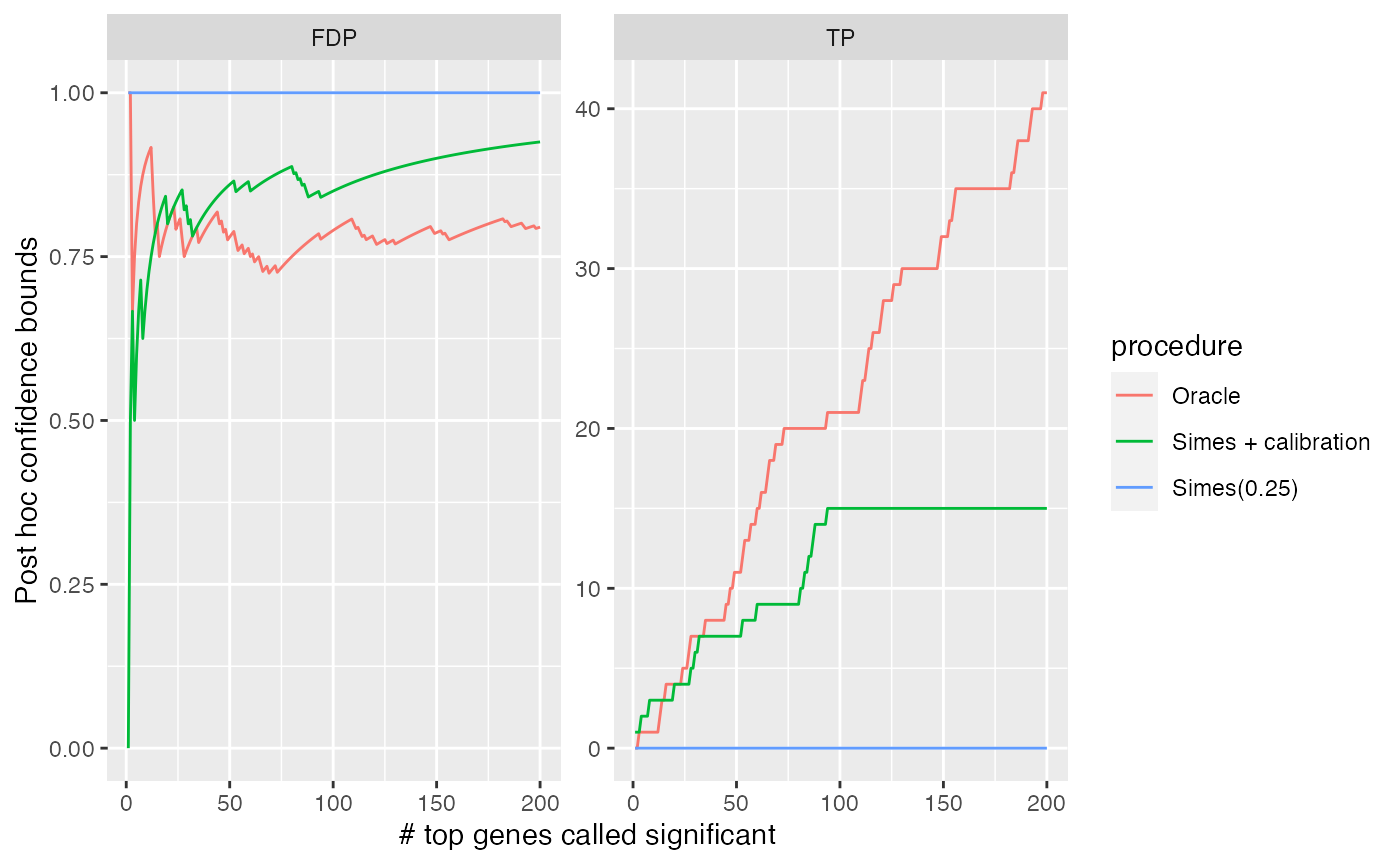 FDP
TP
Post hoc confidence bounds
1.00
0.75
0.50
0.25
0.00
40
30
20
10
0
0 50 100 150 200
0 50 100 150 200
# top genes called significant
procedure
Oracle
Simes + calibration
Simes(0.25)